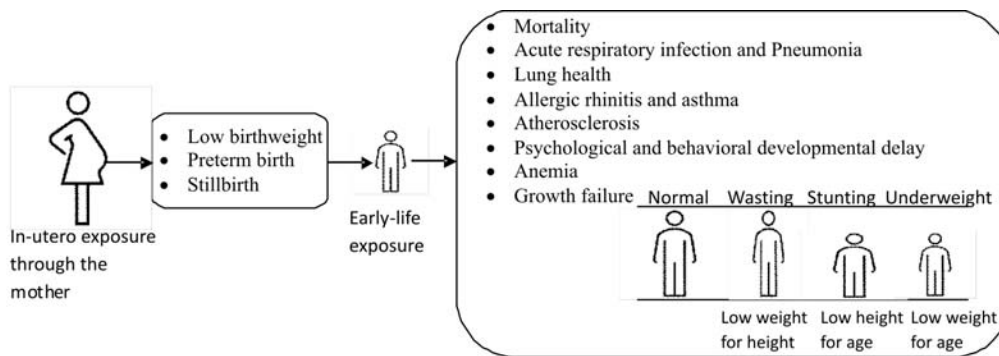 In-utero exposure
through the
mother
• Low birthweight
• Preterm birth
• Stillbirth
Early-life
exposure
• Mortality
• Acute respiratory infection and Pneumonia
• Lung health
• Allergic rhinitis and asthma
• Atherosclerosis
• Psychological and behavioral developmental delay
• Anemia
• Growth failure
Normal Wasting Stunting Underweight
Low weight for height
Low height for age
Low weight for age